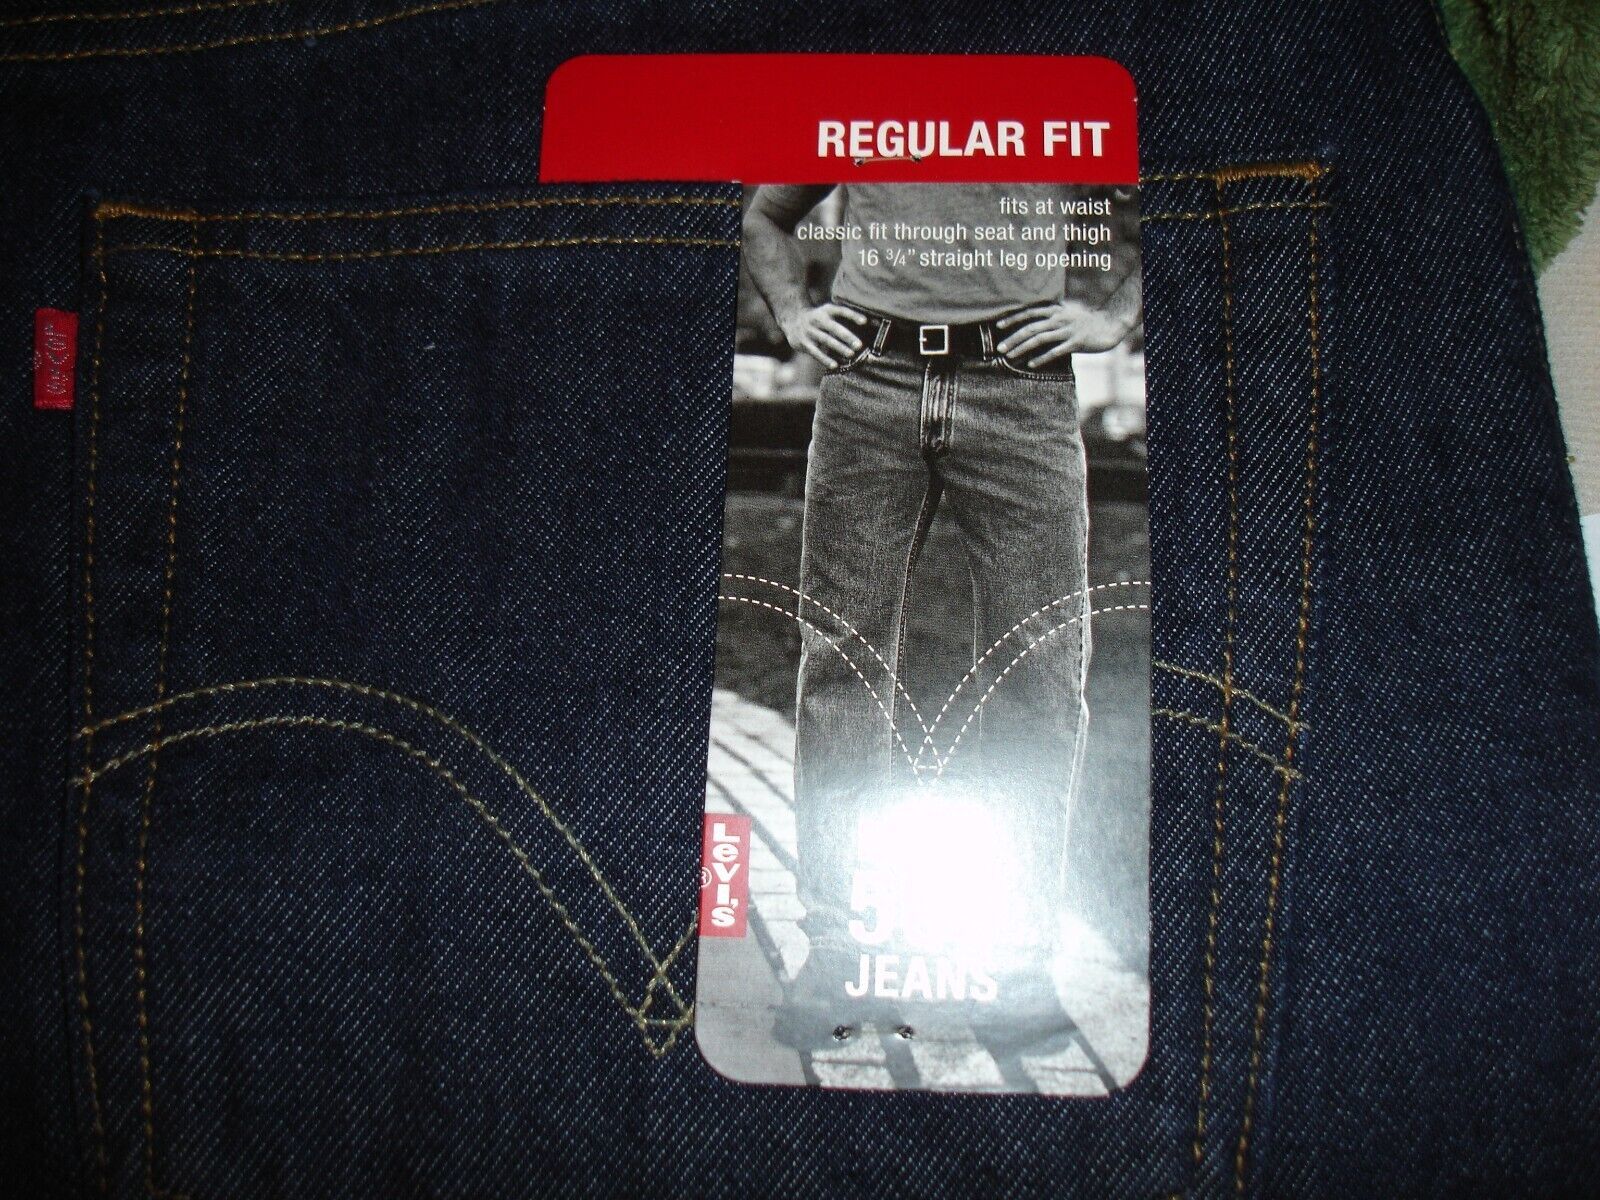 REGULAR FIT
fits at waist
classic fit through seat and thigh
16 3/4" straight leg opening
Levi's
®
JEANS